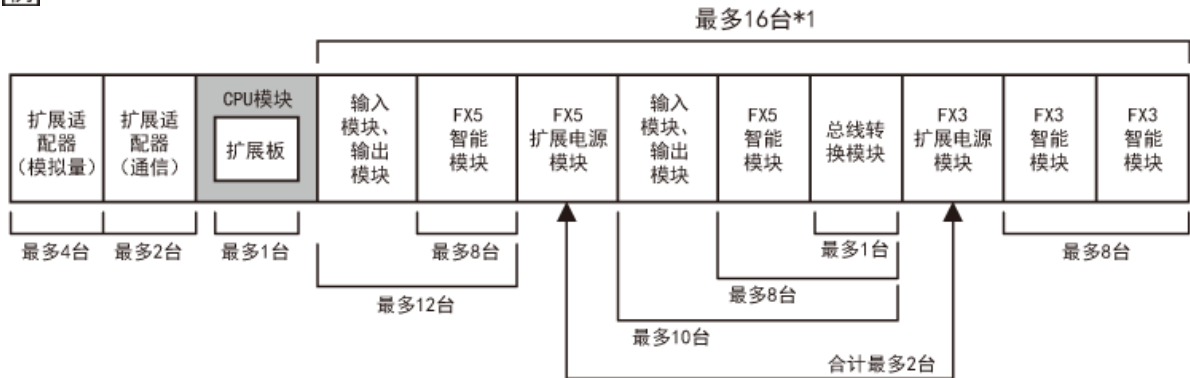 最多16台*1
扩展适
配器
（模拟量）
扩展适
配器
（通信）
CPU模块
扩展板
输入
模块、
输出
模块
FX5
智能
模块
FX5
扩展电源
模块
输入
模块、
输出
模块
FX5
智能
模块
总线转
换模块
FX3
扩展电源
模块
FX3
智能
模块
FX3
智能
模块
最多4台
最多2台
最多1台
最多8台
最多1台
最多8台
最多8台
最多12台
最多10台
合计最多2台